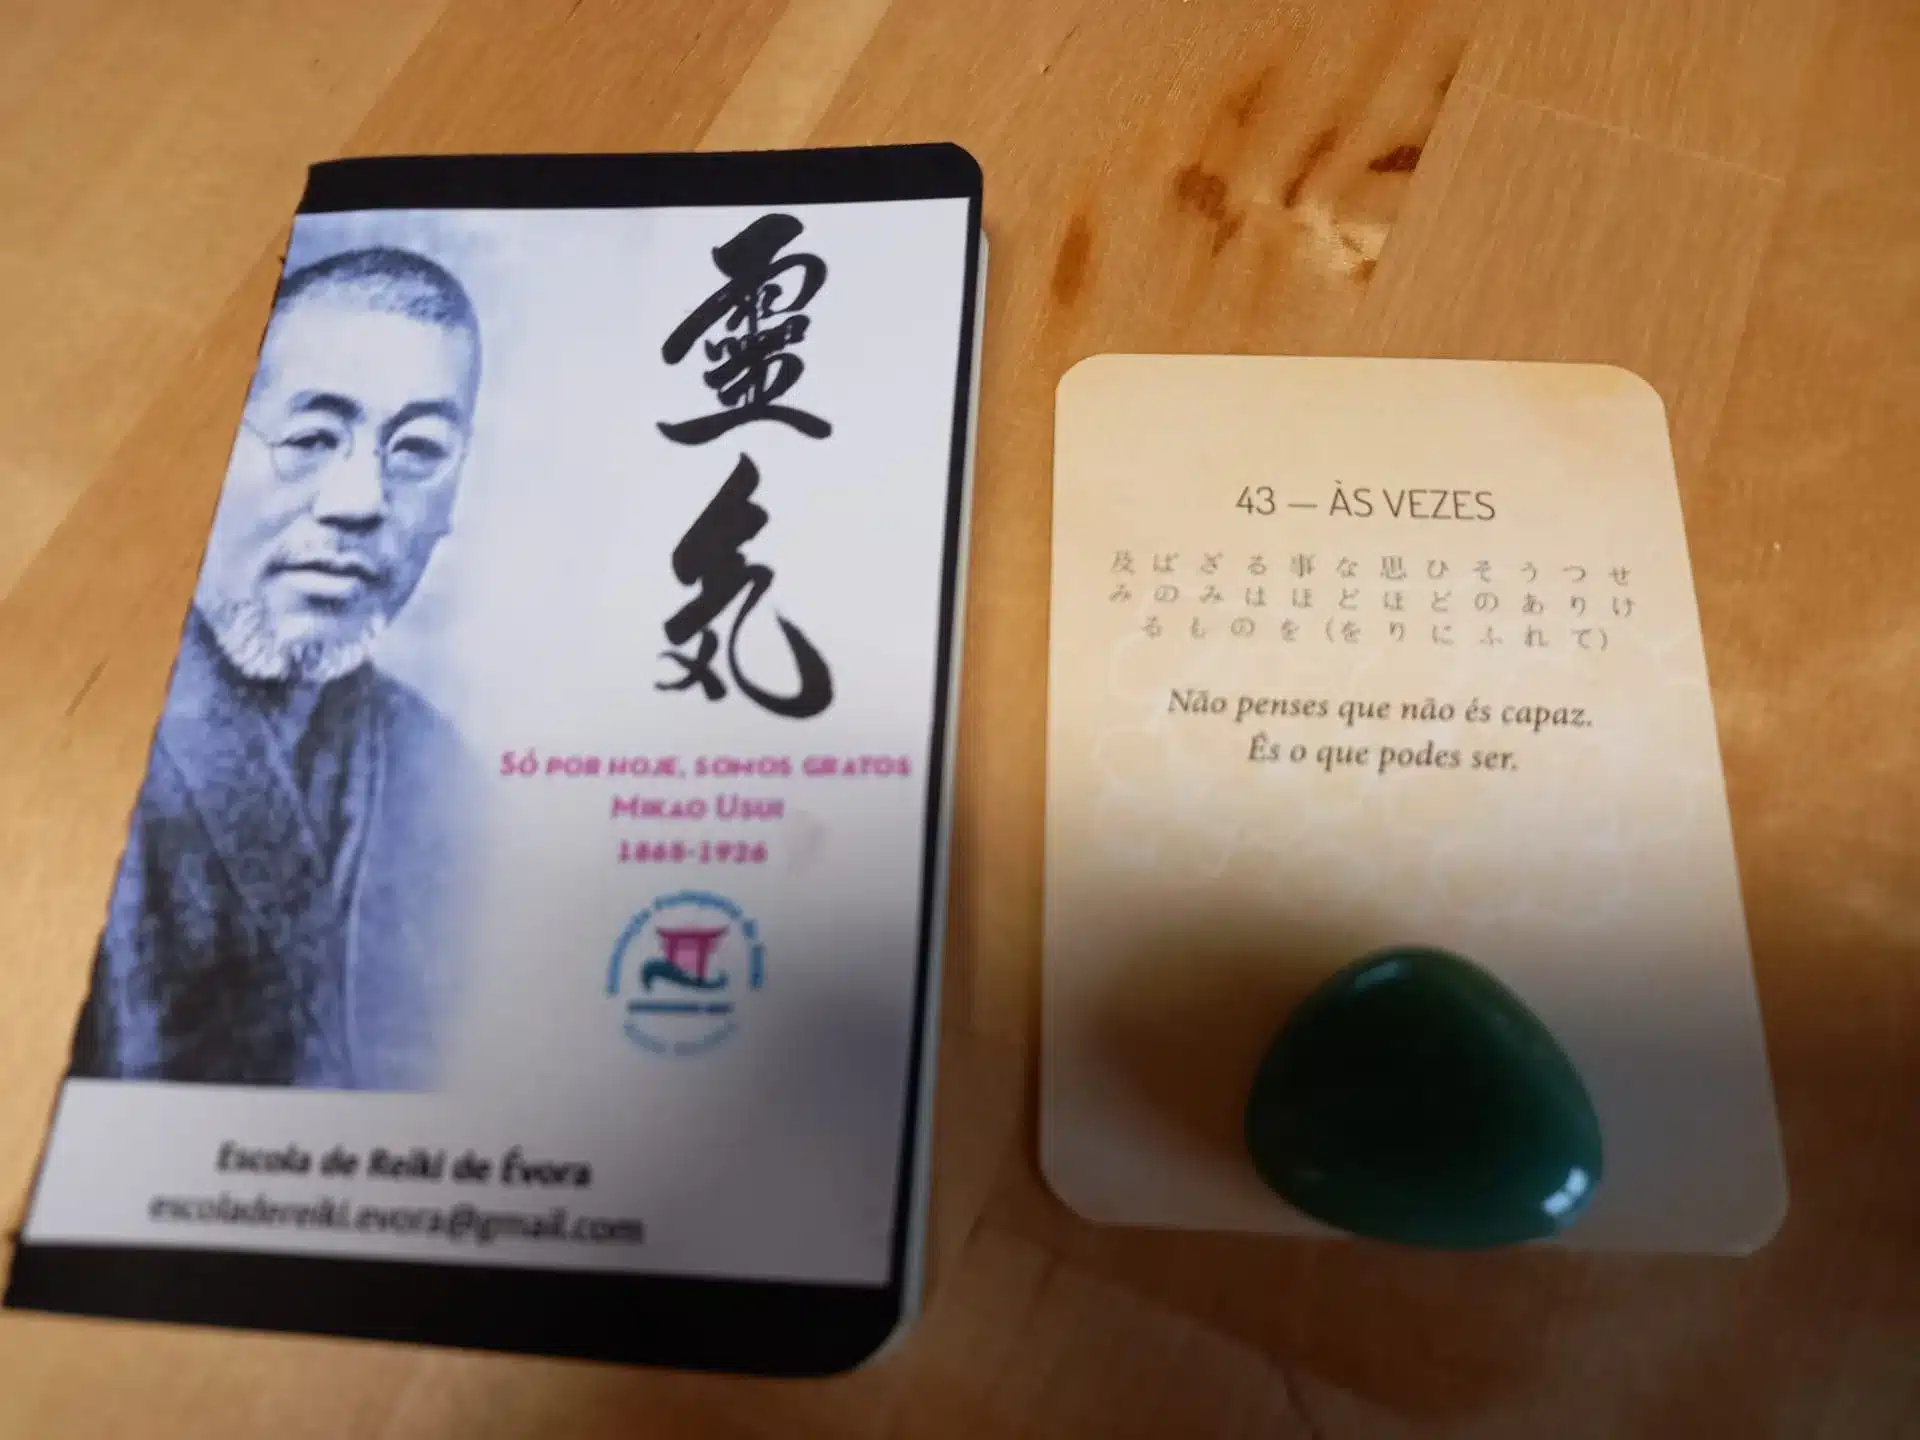 靈
気
Só por hoje, somos gratos
Mikao Usui
1865-1926
Escola de Reiki de Évora
escoladereiki.evora@gmail.com
43 — ÀS VEZES
及ばざる事な思ひそうつせ
みのみはほどほどのありけ
るものを（をりにふれて）
Não penses que não és capaz.
És o que podes ser.